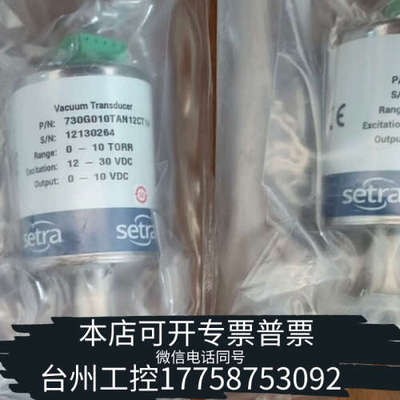 Vacuum Transducer
P/N: 730G010TAN12CT1
S/N: 12130264
Range: 0 - 10 TORR
Excitation: 12 - 30 VDC
Output: 0 - 10 VDC
setra
setra
P/
S/
Range
Excitation
Output
CE
setra
本店可开专票普票
微信电话同号
台州工控17758753092